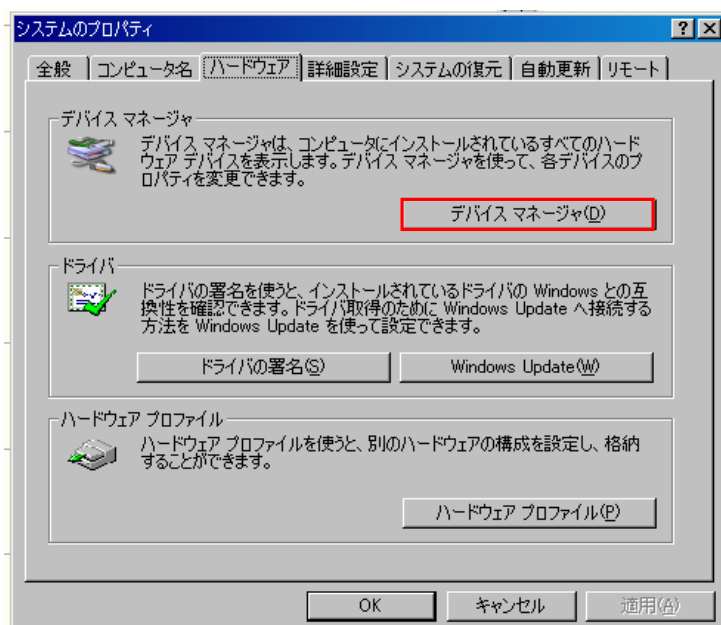 システムのプロパティ
全般 コンピュータ名 ハードウェア 詳細設定 システムの復元 自動更新 リモート
デバイス マネージャ
デバイス マネージャは、コンピュータにインストールされているすべてのハード
ウェア デバイスを表示します。デバイス マネージャを使って、各デバイスのプ
ロパティを変更できます。
デバイス マネージャ(D)
ドライバ
ドライバの署名を使うと、インストールされているドライバの Windows との互
換性を確認できます。ドライバ取得のために Windows Update へ接続する
方法を Windows Update を使って設定できます。
ドライバの署名(S) Windows Update(W)
ハードウェア プロファイル
ハードウェア プロファイルを使うと、別のハードウェアの構成を設定し、格納
することができます。
ハードウェア プロファイル(P)
OK キャンセル 適用(A)